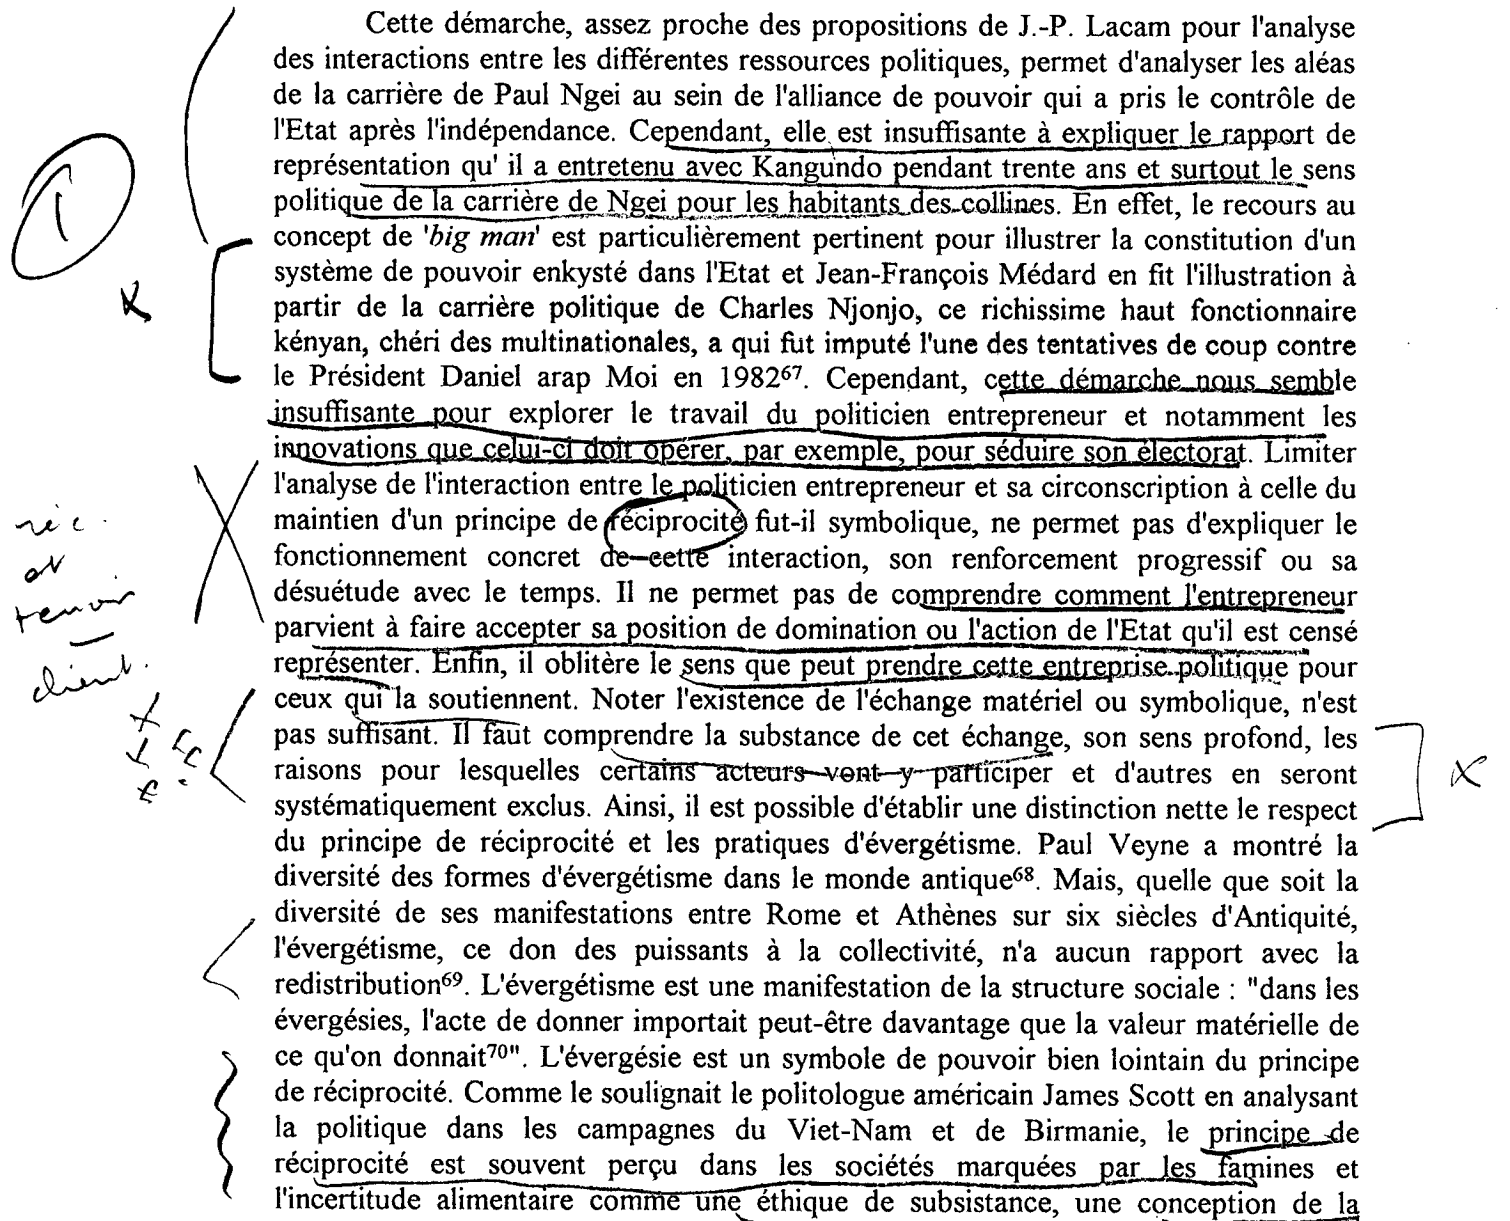 Cette démarche, assez proche des propositions de J.-P. Lacam pour l'analyse
des interactions entre les différentes ressources politiques, permet d'analyser les aléas
de la carrière de Paul Ngei au sein de l'alliance de pouvoir qui a pris le contrôle de
l'Etat après l'indépendance. Cependant, elle est insuffisante à expliquer le rapport de
représentation qu' il a entretenu avec Kangundo pendant trente ans et surtout le sens
politique de la carrière de Ngei pour les habitants des collines. En effet, le recours au
concept de 'big man' est particulièrement pertinent pour illustrer la constitution d'un
système de pouvoir enkysté dans l'Etat et Jean-François Médard en fit l'illustration à
partir de la carrière politique de Charles Njonjo, ce richissime haut fonctionnaire
kényan, chéri des multinationales, a qui fut imputé l'une des tentatives de coup contre
le Président Daniel arap Moi en 1982⁶⁷. Cependant, cette démarche nous semble
insuffisante pour explorer le travail du politicien entrepreneur et notamment les
innovations que celui-ci doit opérer, par exemple, pour séduire son électorat. Limiter
l'analyse de l'interaction entre le politicien entrepreneur et sa circonscription à celle du
maintien d'un principe de réciprocité fut-il symbolique, ne permet pas d'expliquer le
fonctionnement concret de cette interaction, son renforcement progressif ou sa
désuétude avec le temps. Il ne permet pas de comprendre comment l'entrepreneur
parvient à faire accepter sa position de domination ou l'action de l'Etat qu'il est censé
représenter. Enfin, il oblitère le sens que peut prendre cette entreprise politique pour
ceux qui la soutiennent. Noter l'existence de l'échange matériel ou symbolique, n'est
pas suffisant. Il faut comprendre la substance de cet échange, son sens profond, les
raisons pour lesquelles certains acteurs vont y participer et d'autres en seront
systématiquement exclus. Ainsi, il est possible d'établir une distinction nette le respect
du principe de réciprocité et les pratiques d'évergétisme. Paul Veyne a montré la
diversité des formes d'évergétisme dans le monde antique⁶⁸. Mais, quelle que soit la
diversité de ses manifestations entre Rome et Athènes sur six siècles d'Antiquité,
l'évergétisme, ce don des puissants à la collectivité, n'a aucun rapport avec la
redistribution⁶⁹. L'évergétisme est une manifestation de la structure sociale : "dans les
évergésies, l'acte de donner importait peut-être davantage que la valeur matérielle de
ce qu'on donnait⁷⁰". L'évergésie est un symbole de pouvoir bien lointain du principe
de réciprocité. Comme le soulignait le politologue américain James Scott en analysant
la politique dans les campagnes du Viet-Nam et de Birmanie, le principe de
réciprocité est souvent perçu dans les sociétés marquées par les famines et
l'incertitude alimentaire comme une éthique de subsistance, une conception de la
1
réc.
client.